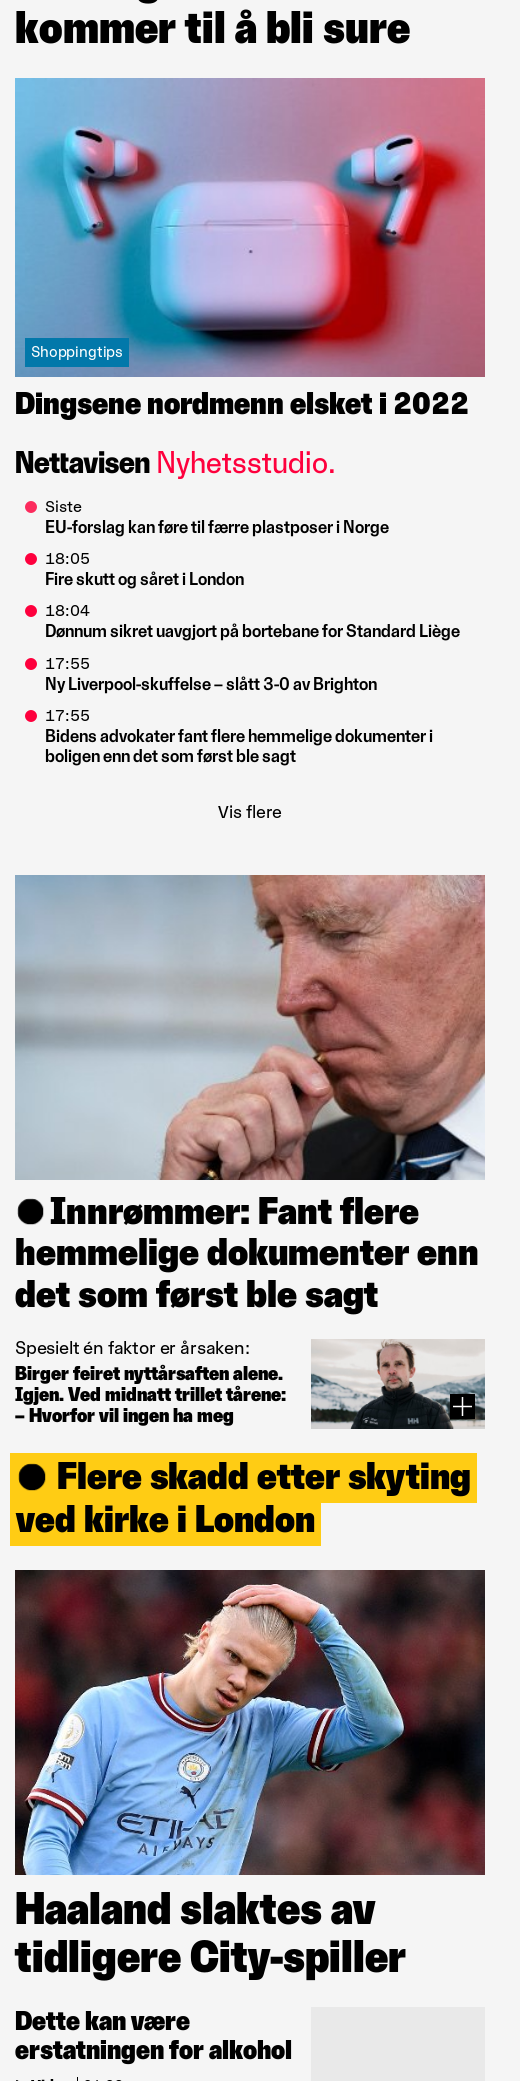 kommer til å bli sure
Shoppingtips
Dingsene nordmenn elsket i 2022
Nettavisen Nyhetsstudio.
Siste
EU-forslag kan føre til færre plastposer i Norge
18:05
Fire skutt og såret i London
18:04
Dønnum sikret uavgjort på bortebane for Standard Liège
17:55
Ny Liverpool-skuffelse – slått 3-0 av Brighton
17:55
Bidens advokater fant flere hemmelige dokumenter i
boligen enn det som først ble sagt
Vis flere
Innrømmer: Fant flere
hemmelige dokumenter enn
det som først ble sagt
Spesielt én faktor er årsaken:
Birger feiret nyttårsaften alene.
Igjen. Ved midnatt trillet tårene:
– Hvorfor vil ingen ha meg
Flere skadd etter skyting
ved kirke i London
ETIHAD
AIRWAYS
Haaland slaktes av
tidligere City-spiller
Dette kan være
erstatningen for alkohol